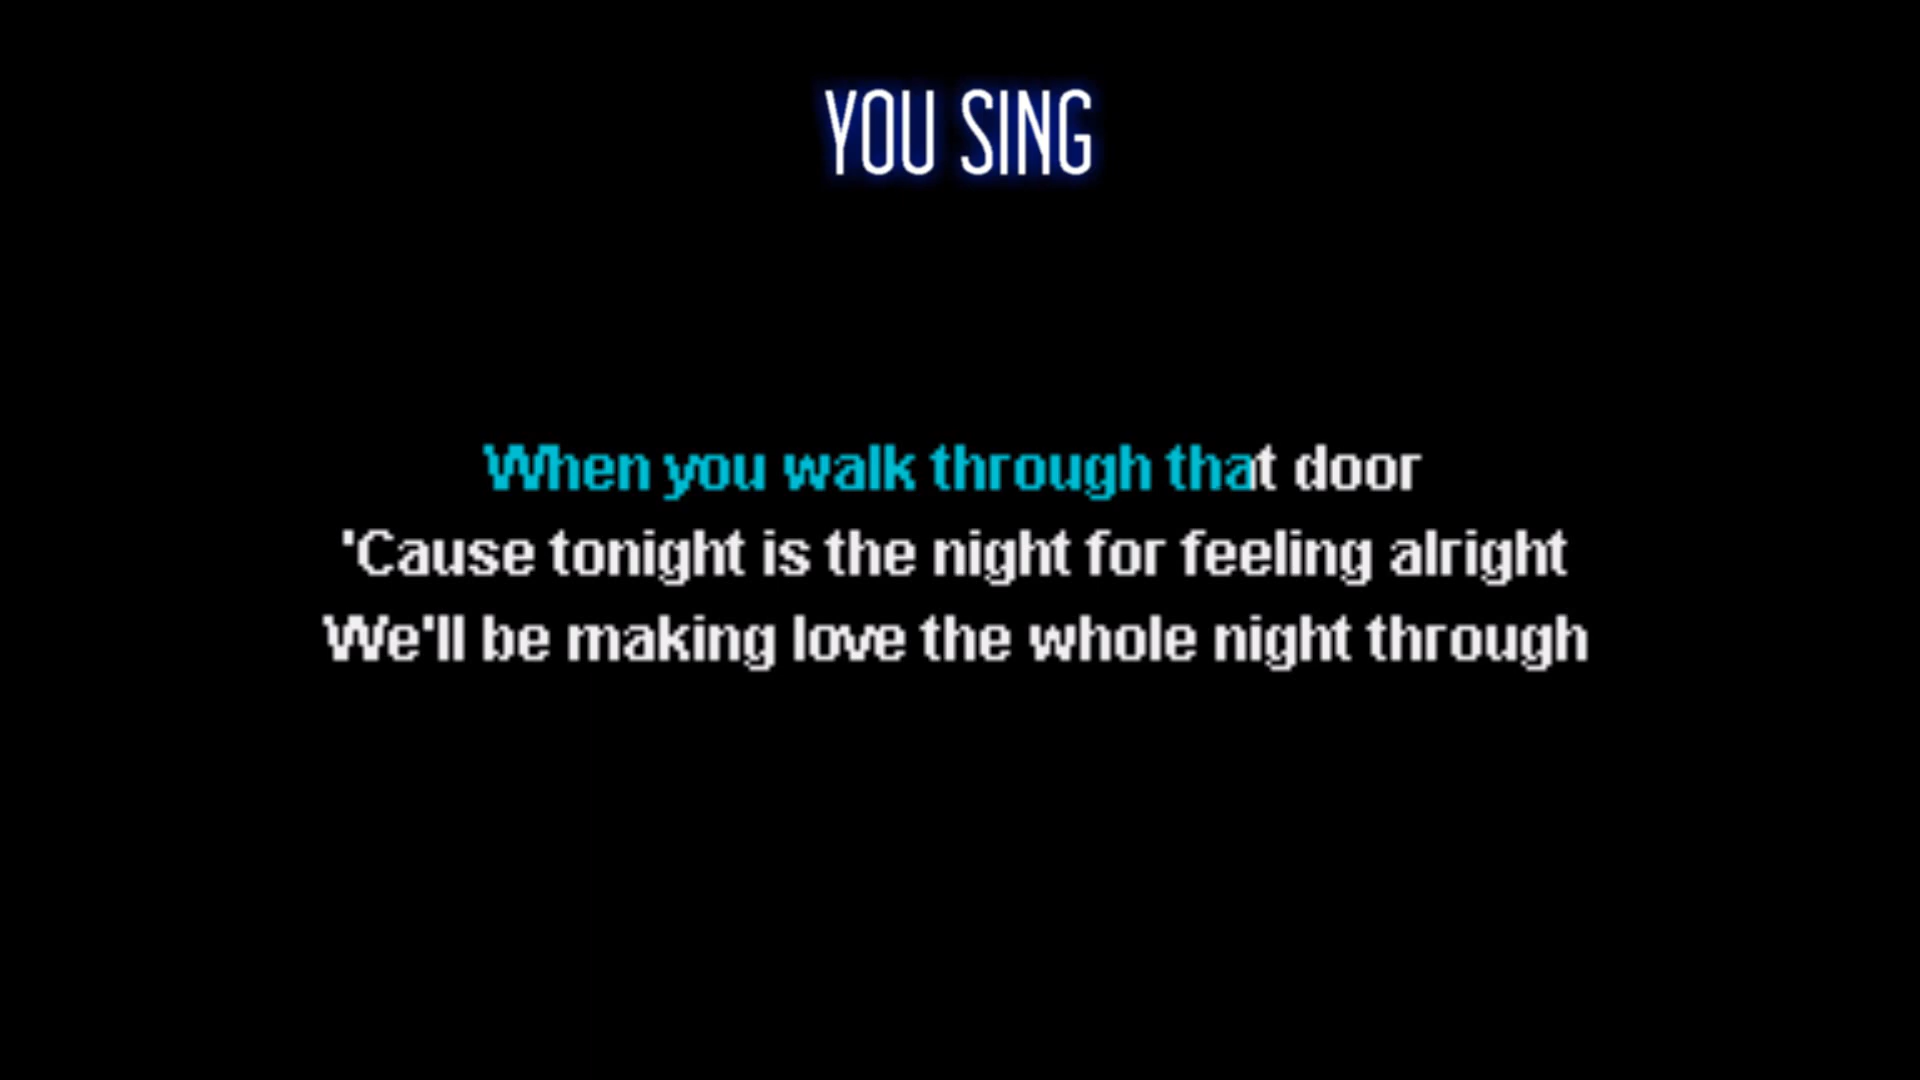 YOU SING
When you walk through that door
'Cause tonight is the night for feeling alright
We'll be making love the whole night through